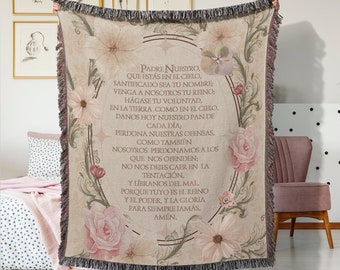 PADRE NUESTRO,
QUE ESTÁS EN EL CIELO,
SANTIFICADO SEA TU NOMBRE;
VENGA A NOSOTROS TU REINO;
HÁGASE TU VOLUNTAD,
EN LA TIERRA COMO EN EL CIELO.
DANOS HOY NUESTRO PAN DE
CADA DÍA;
PERDONA NUESTRAS OFENSAS,
COMO TAMBIÉN
NOSOTROS PERDONAMOS A LOS
QUE NOS OFENDEN;
NO NOS DEJES CAER EN LA
TENTACIÓN,
Y LÍBRANOS DEL MAL,
PORQUE TUYO ES EL REINO
Y EL PODER, Y LA GLORIA
PARA SIEMPRE JAMÁS.
AMÉN.